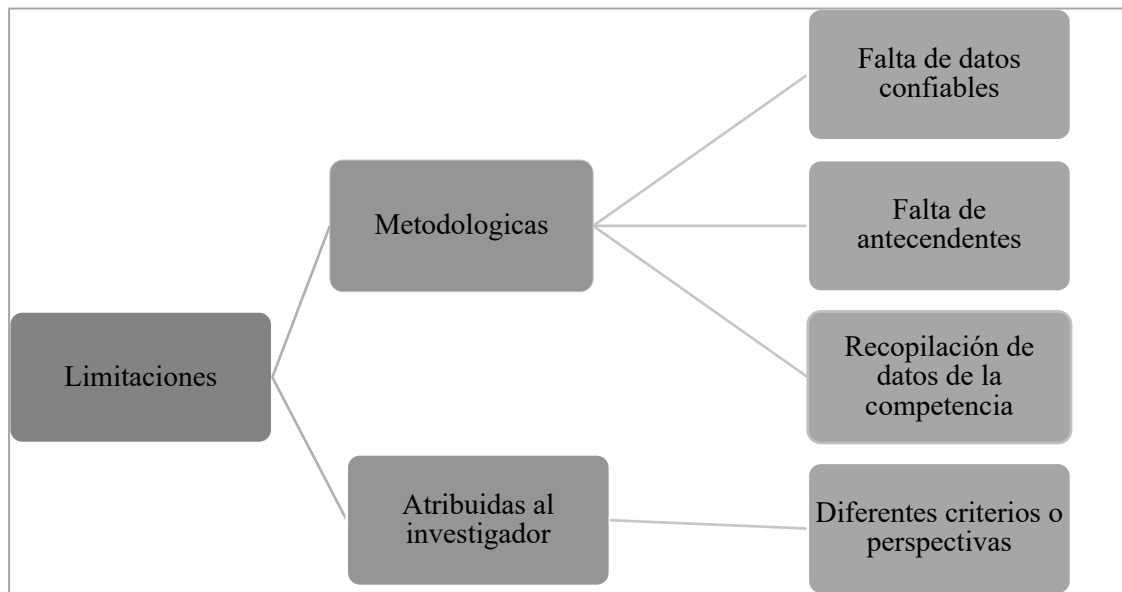 Limitaciones
Metodologicas
Falta de datos
confiables
Falta de
antecendentes
Recopilación de
datos de la
competencia
Atribuidas al
investigador
Diferentes criterios o
perspectivas